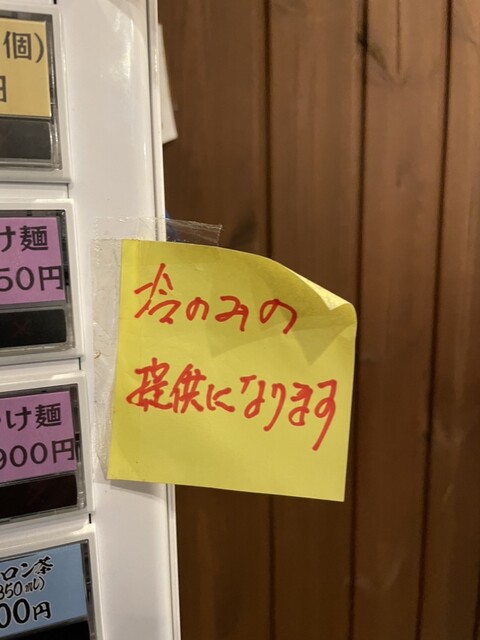 個)
円
け麺
50円
け麺
900円
ロン茶
350ml)
00円
冷のみの
提供になります